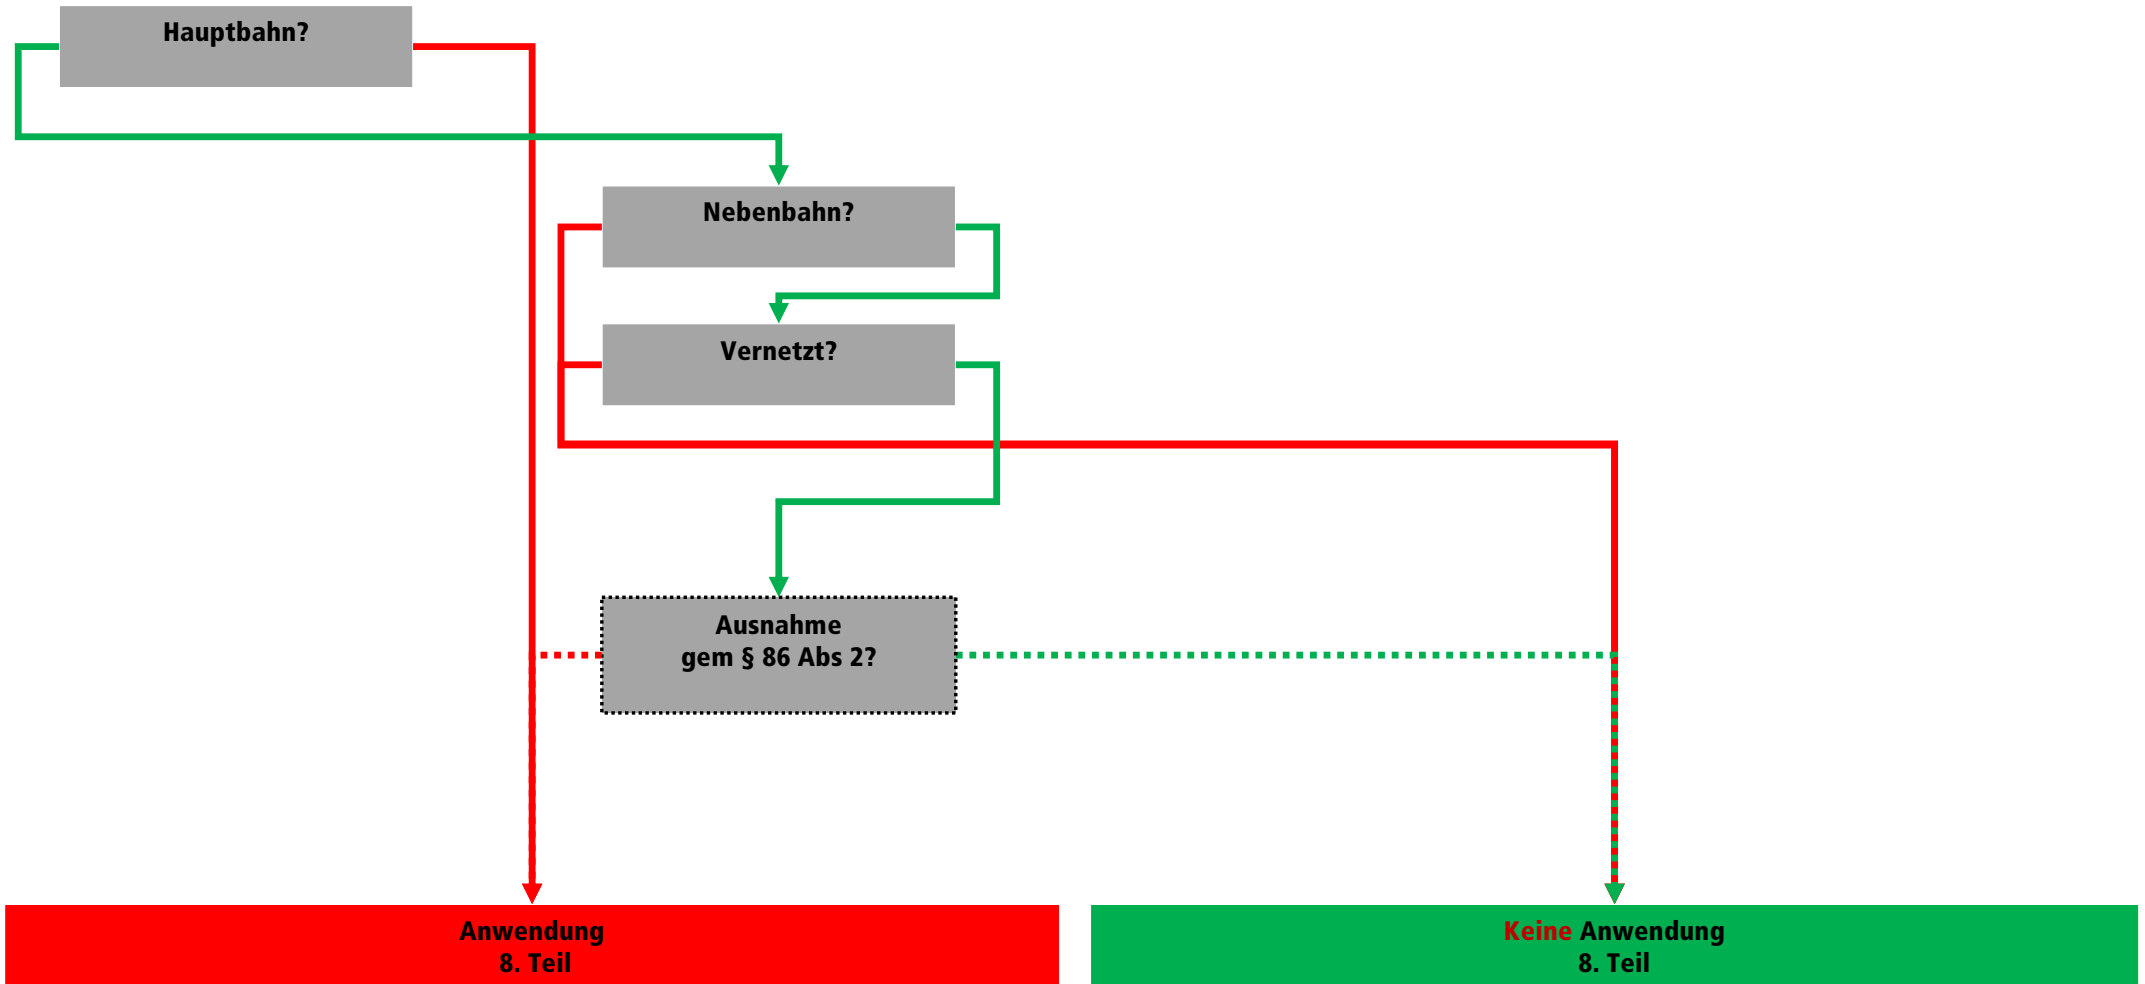 Hauptbahn?
Nebenbahn?
Vernetzt?
Ausnahme
gem § 86 Abs 2?
Anwendung
8. Teil
Keine Anwendung
8. Teil